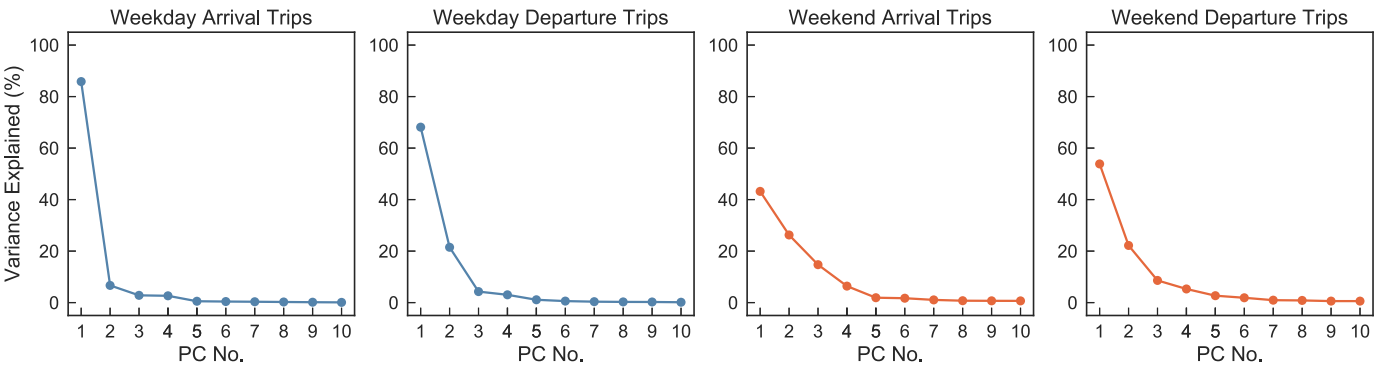 Weekday Arrival Trips
Weekday Departure Trips
Weekend Arrival Trips
Weekend Departure Trips
Variance Explained (%)
100
80
60
40
20
0
1 2 3 4 5 6 7 8 9 10
PC No.
100
80
60
40
20
0
1 2 3 4 5 6 7 8 9 10
PC No.
100
80
60
40
20
0
1 2 3 4 5 6 7 8 9 10
PC No.
100
80
60
40
20
0
1 2 3 4 5 6 7 8 9 10
PC No.